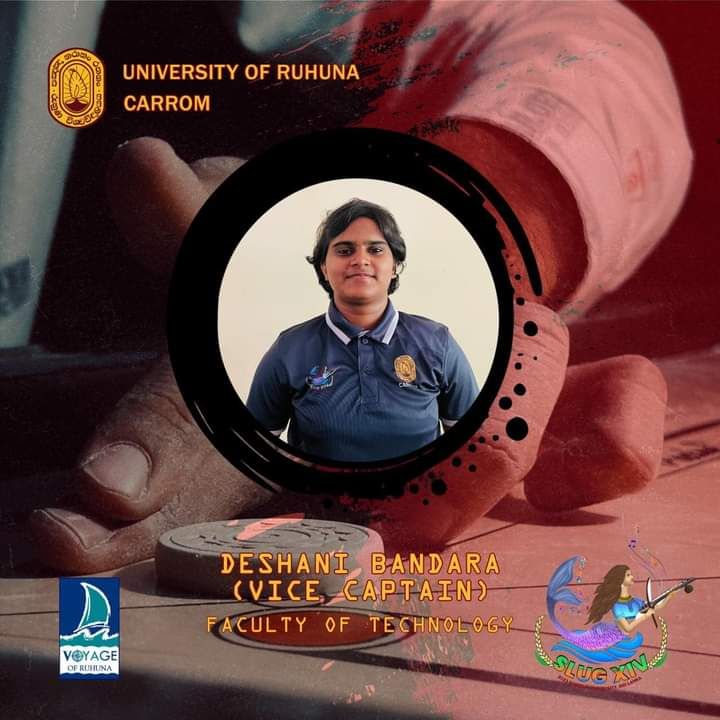 UNIVERSITY OF RUHUNA
CARROM
DESHANI BANDARA
(VICE CAPTAIN)
FACULTY OF TECHNOLOGY
VOYAGE
OF RUHUNA
SLUG XIV